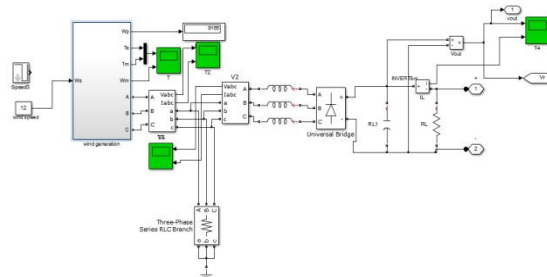 Wp
Te
Tm
Wm
A
B
C
Ws
wind generation
Speed3
12
wind speed
T
T2
Vabc
Iabc
a
b
c
A
B
C
V2
Vabc
Iabc
a
b
c
A
B
C
A
B
C
+
-
Universal Bridge
Three-Phase
Series RLC Branch
A
B
C
a
b
c
RL1
RL
IL
Vout
1
vout
T4
Vr
+
1
-
2